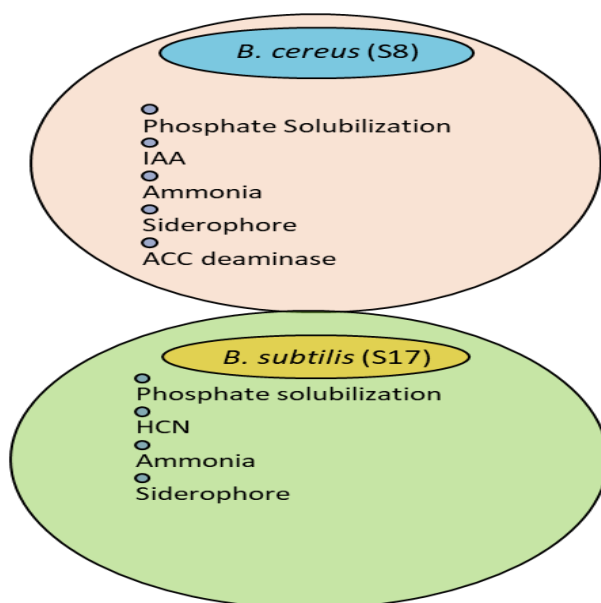 B. cereus (S8)
Phosphate Solubilization
IAA
Ammonia
Siderophore
ACC deaminase
B. subtilis (S17)
Phosphate solubilization
HCN
Ammonia
Siderophore